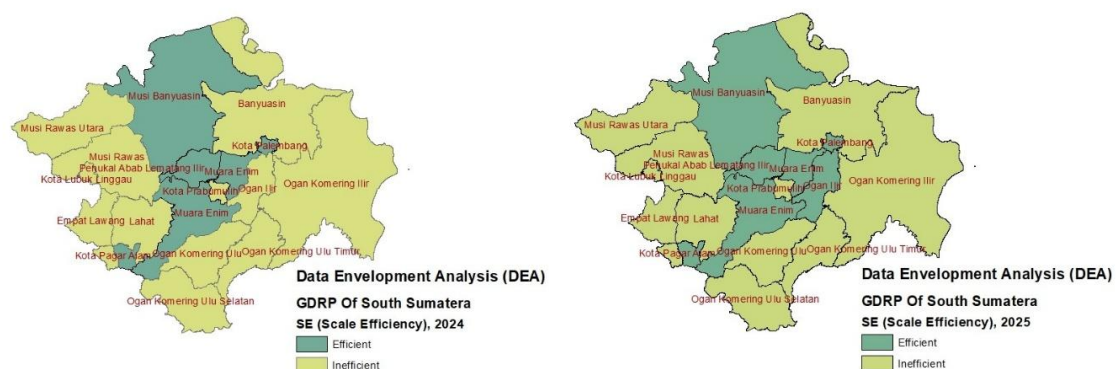 Musi Banyuasin
Banyuasin
Musi Rawas Utara
Kota Palembang
Musi Rawas
Penukal Abab Lematang Ilir
Muara Enim
Kota Lubuk Linggau
Ogan Komering Ilir
Kota Prabumulih
Ogan Ilir
Muara Enim
Empat Lawang
Lahat
Kota Pagar Alam
Ogan Komering Ulu
Ogan Komering Ulu Timur
Ogan Komering Ulu Selatan
Data Envelopment Analysis (DEA)
GDRP Of South Sumatera
SE (Scale Efficiency), 2024
Efficient
Inefficient
Musi Banyuasin
Banyuasin
Musi Rawas Utara
Kota Palembang
Musi Rawas
Penukal Abab Lematang Ilir
Muara Enim
Kota Lubuk Linggau
Ogan Komering Ilir
Kota Prabumulih
Ogan Ilir
Muara Enim
Empat Lawang
Lahat
Kota Pagar Alam
Ogan Komering Ulu
Ogan Komering Ulu Timur
Ogan Komering Ulu Selatan
Data Envelopment Analysis (DEA)
GDRP Of South Sumatera
SE (Scale Efficiency), 2025
Efficient
Inefficient